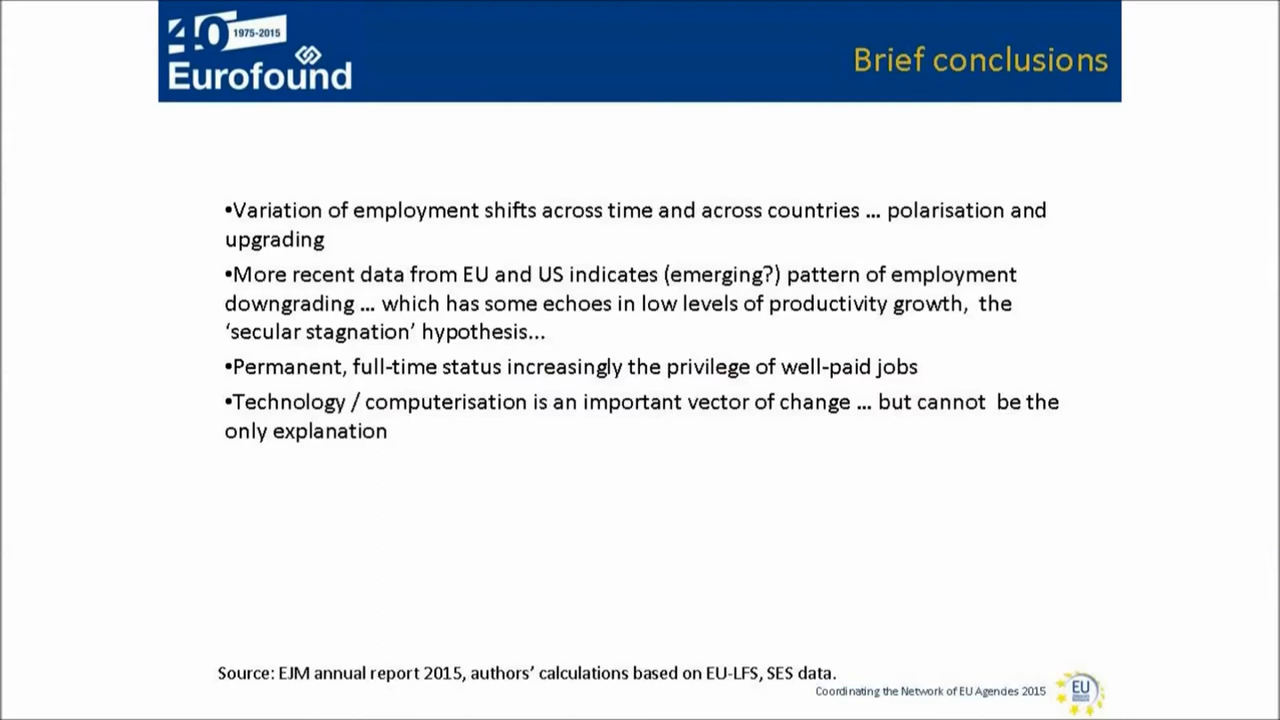 40 1975-2015
Eurofound
Brief conclusions
•Variation of employment shifts across time and across countries ... polarisation and
upgrading
•More recent data from EU and US indicates (emerging?) pattern of employment
downgrading ... which has some echoes in low levels of productivity growth,  the
‘secular stagnation’ hypothesis...
•Permanent, full-time status increasingly the privilege of well-paid jobs
•Technology / computerisation is an important vector of change ... but cannot  be the
only explanation
Source: EJM annual report 2015, authors’ calculations based on EU-LFS, SES data.
Coordinating the Network of EU Agencies 2015
EU